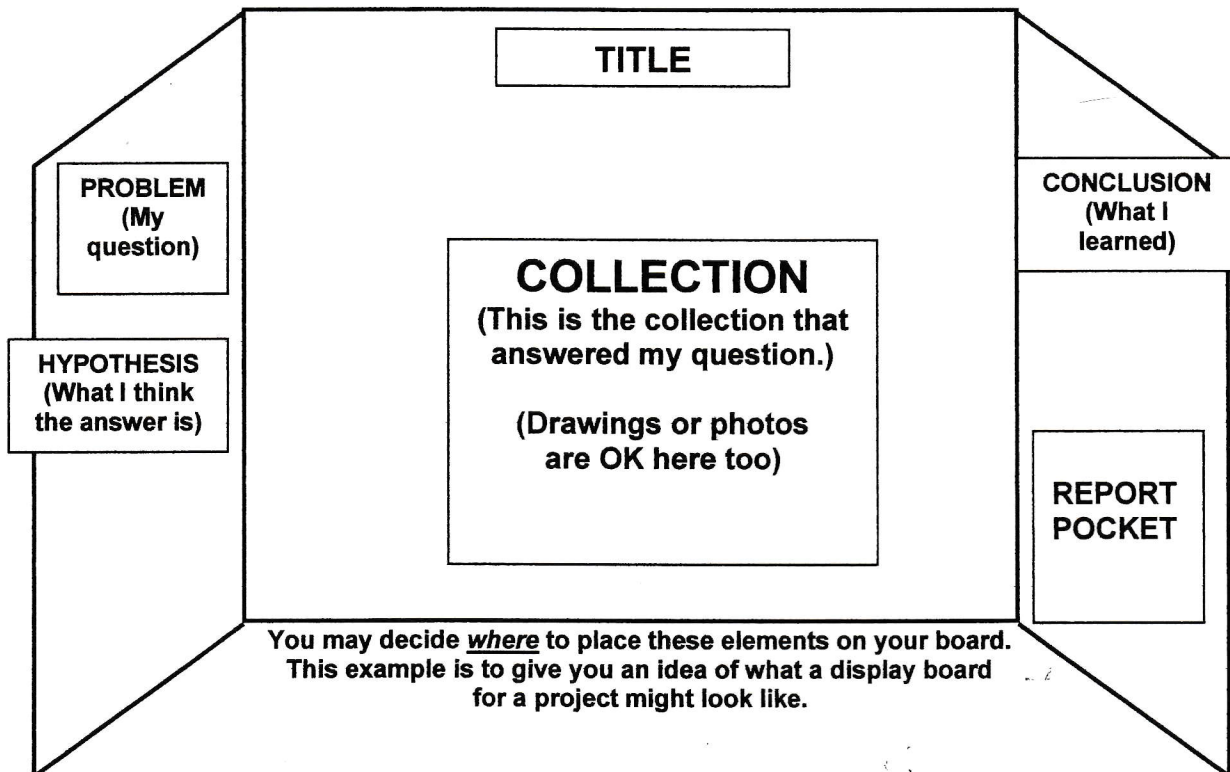 TITLE
PROBLEM
(My
question)
HYPOTHESIS
(What I think
the answer is)
COLLECTION
(This is the collection that
answered my question.)
(Drawings or photos
are OK here too)
CONCLUSION
(What I
learned)
REPORT
POCKET
You may decide where to place these elements on your board.
This example is to give you an idea of what a display board
for a project might look like.